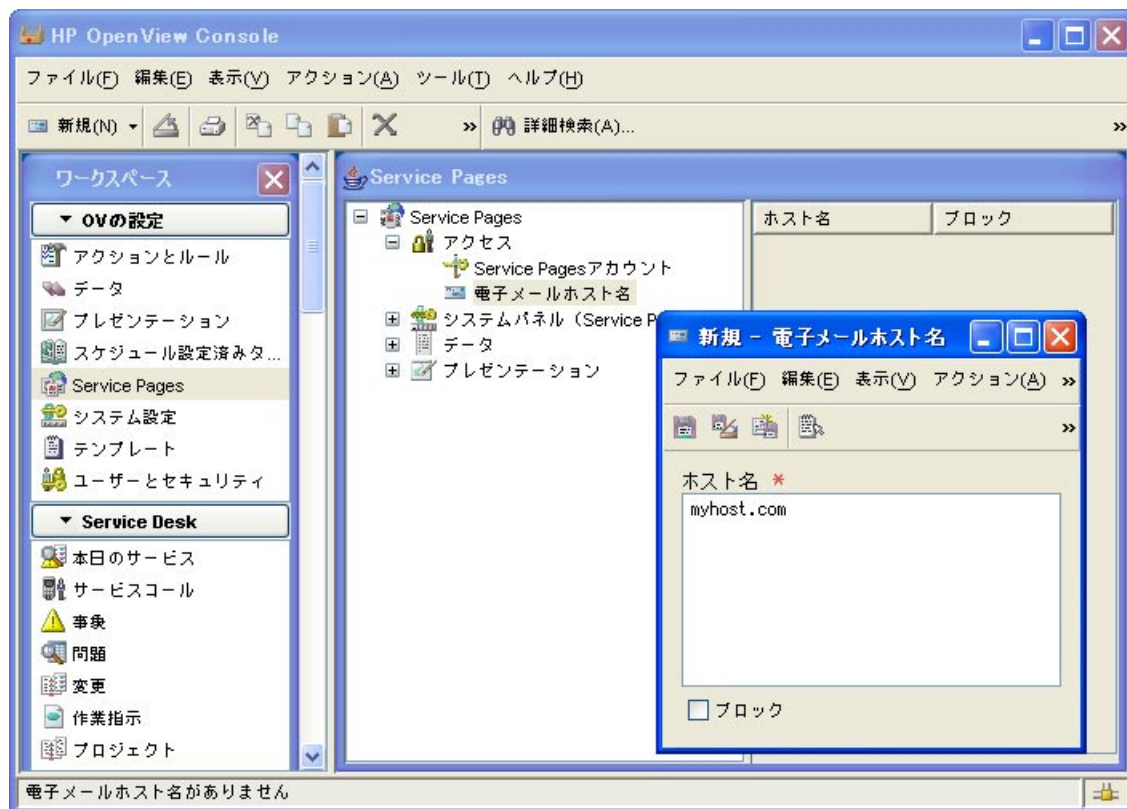 HP OpenView Console
ファイル(F) 編集(E) 表示(V) アクション(A) ツール(T) ヘルプ(H)
新規(N) » 詳細検索(A)... »
ワークスペース
OVの設定
アクションとルール
データ
プレゼンテーション
スケジュール設定済みタ...
Service Pages
システム設定
テンプレート
ユーザーとセキュリティ
Service Desk
本日のサービス
サービスコール
事象
問題
変更
作業指示
プロジェクト
Service Pages
Service Pages
アクセス
Service Pagesアカウント
電子メールホスト名
システムパネル（Service P
データ
プレゼンテーション
ホスト名 ブロック
新規 - 電子メールホスト名
ファイル(F) 編集(E) 表示(V) アクション(A) »
»
ホスト名 *
myhost.com
ブロック
電子メールホスト名がありません